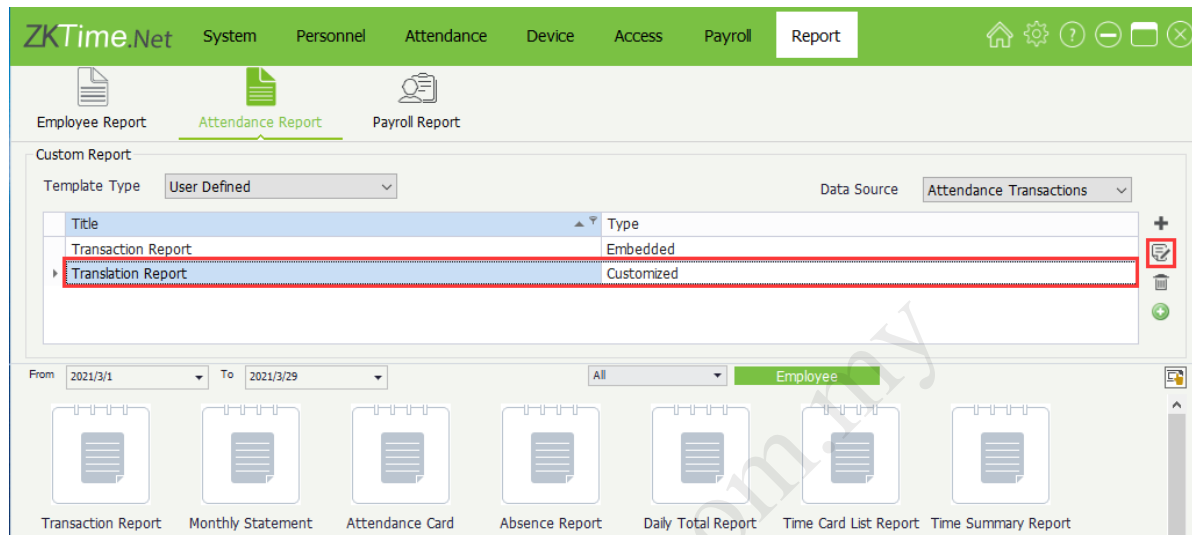 ZKTime.Net System Personnel Attendance Device Access Payroll Report
Employee Report Attendance Report Payroll Report
Custom Report
Template Type User Defined Data Source Attendance Transactions
Title Type
Transaction Report Embedded
Translation Report Customized
From 2021/3/1 To 2021/3/29 All Employee
Transaction Report Monthly Statement Attendance Card Absence Report Daily Total Report Time Card List Report Time Summary Report
om.my